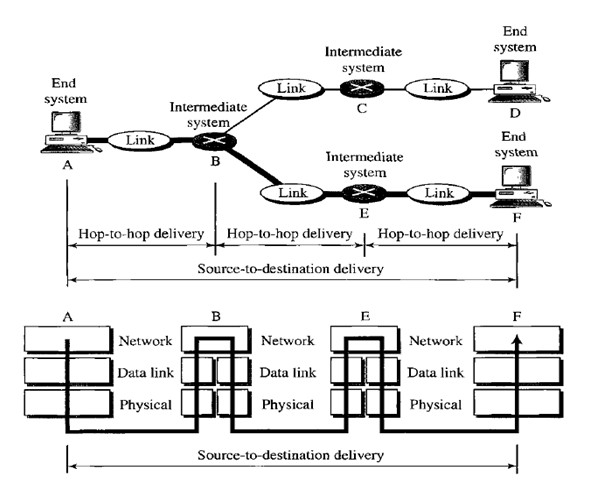 End
system
Intermediate
system
Link
Link
C
D
End
system
Intermediate
system
Link
A
B
Intermediate
system
End
system
Link
Link
E
F
Hop-to-hop delivery
Hop-to-hop delivery
Hop-to-hop delivery
Source-to-destination delivery
A
B
E
F
Network
Network
Network
Data link
Data link
Data link
Physical
Physical
Physical
Source-to-destination delivery